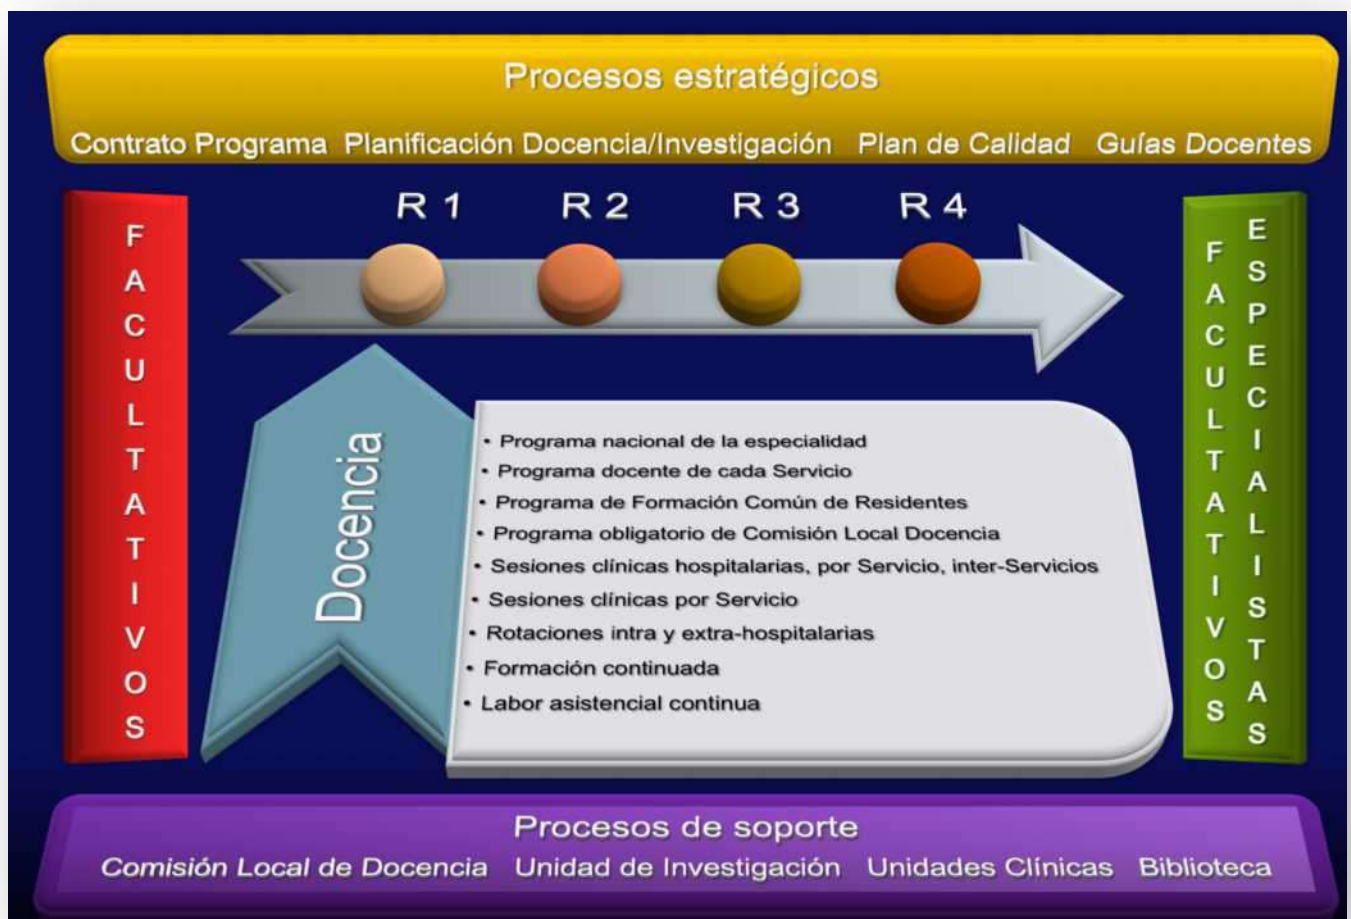 Procesos estratégicos
Contrato Programa Planificación Docencia/Investigación Plan de Calidad Guías Docentes
FACULTATIVOS
R 1 R 2 R 3 R 4
Docencia
• Programa nacional de la especialidad
• Programa docente de cada Servicio
• Programa de Formación Común de Residentes
• Programa obligatorio de Comisión Local Docencia
• Sesiones clínicas hospitalarias, por Servicio, inter-Servicios
• Sesiones clínicas por Servicio
• Rotaciones intra y extra-hospitalarias
• Formación continuada
• Labor asistencial continua
FACULTATIVOS
ESPECIALISTAS
Procesos de soporte
Comisión Local de Docencia Unidad de Investigación Unidades Clínicas Biblioteca